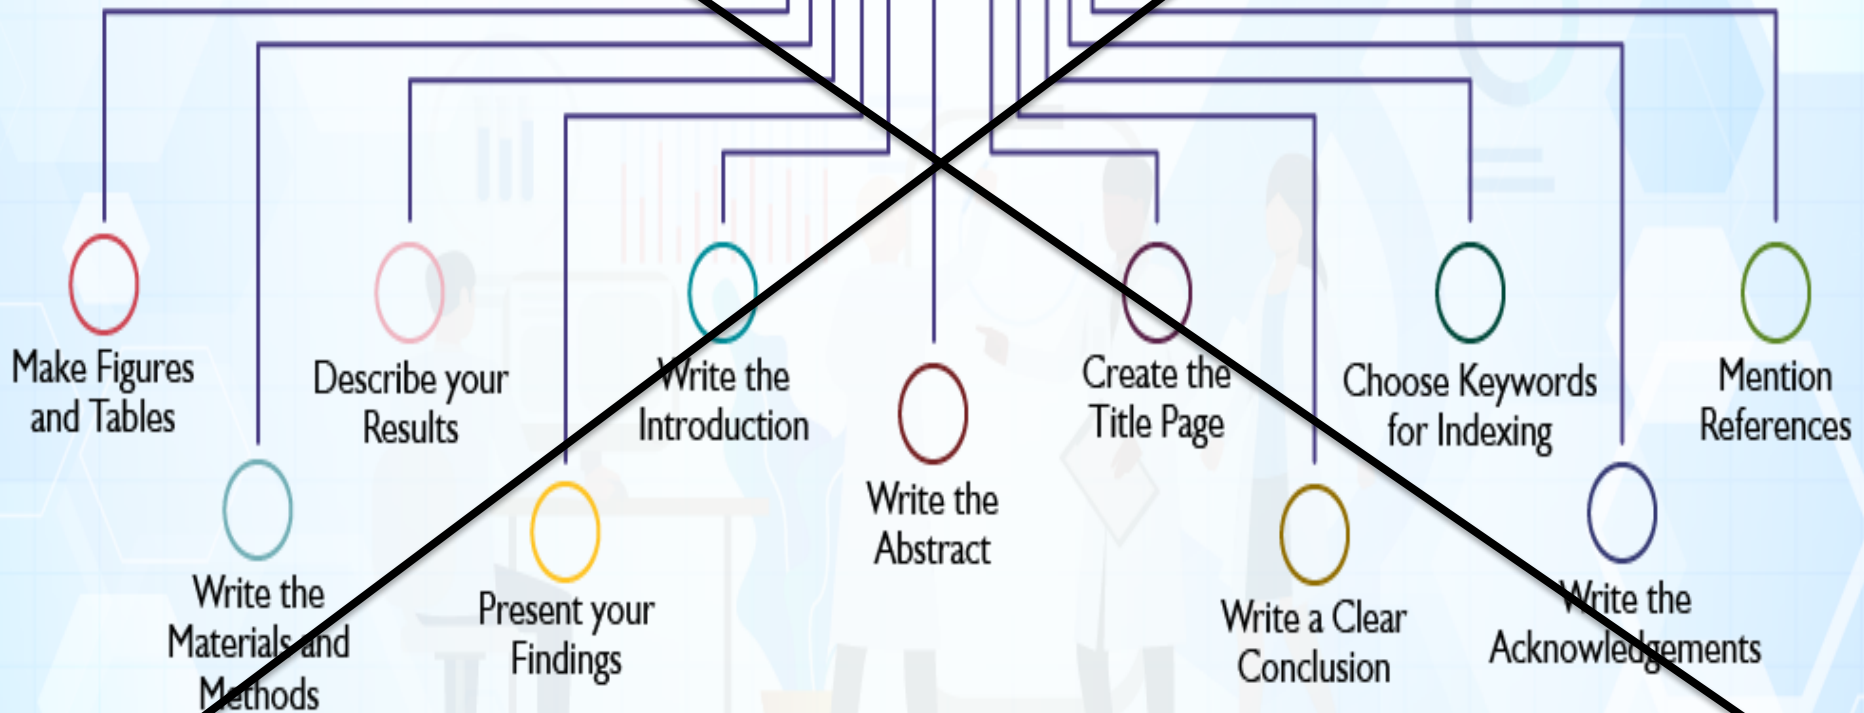 Make Figures
and Tables
Write the
Materials and
Methods
Describe your
Results
Present your
Findings
Write the
Introduction
Write the
Abstract
Create the
Title Page
Write a Clear
Conclusion
Choose Keywords
for Indexing
Write the
Acknowledgements
Mention
References